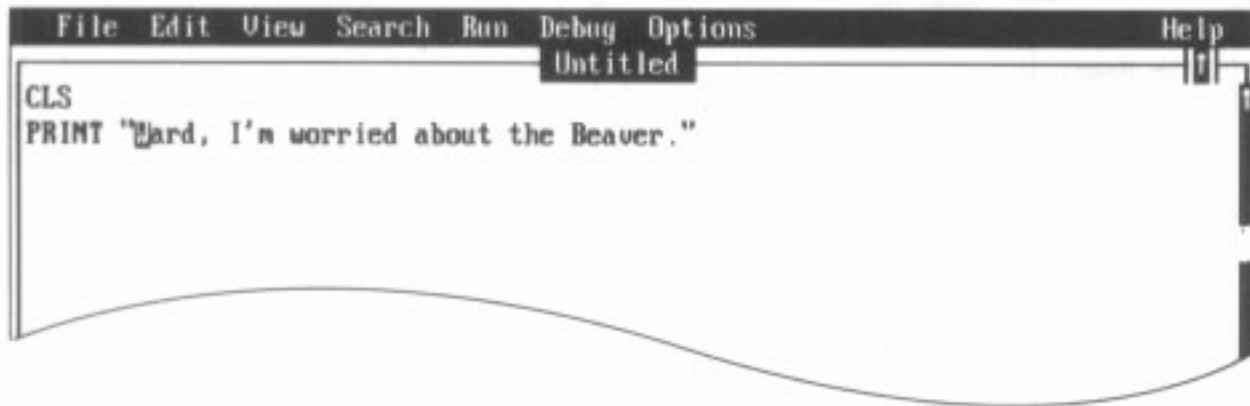 File Edit View Search Run Debug Options Help
Untitled
CLS
PRINT "Ward, I'm worried about the Beaver."